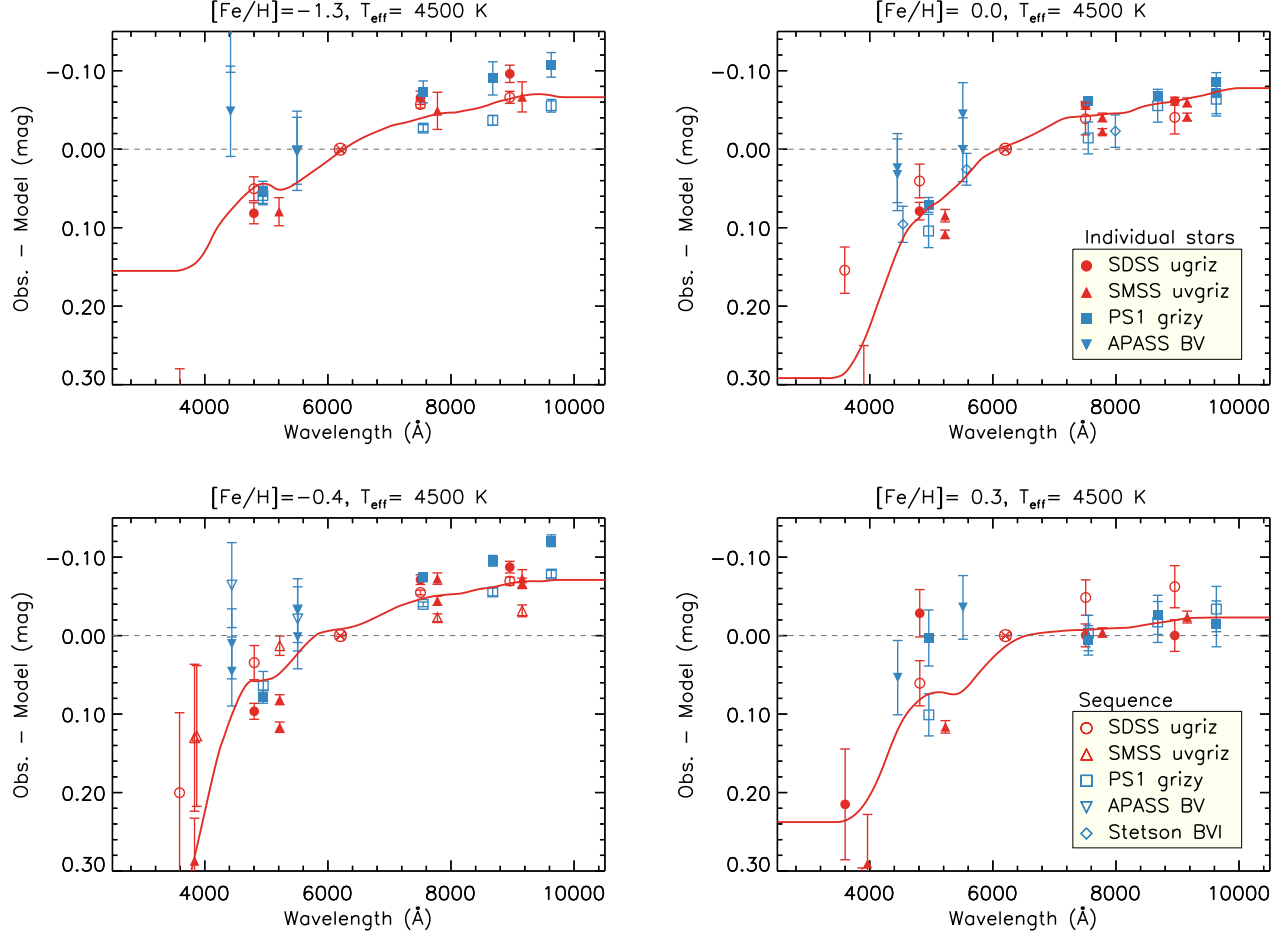 [Fe/H]=−1.3, Teff= 4500 K
−0.10
0.00
0.10
0.20
0.30
Obs. − Model (mag)
4000 6000 8000 10000
Wavelength (Å)
[Fe/H]= 0.0, Teff= 4500 K
−0.10
0.00
0.10
0.20
0.30
Obs. − Model (mag)
Individual stars
SDSS ugriz
SMSS uvgriz
PS1 grizy
APASS BV
4000 6000 8000 10000
Wavelength (Å)
[Fe/H]=−0.4, Teff= 4500 K
−0.10
0.00
0.10
0.20
0.30
Obs. − Model (mag)
4000 6000 8000 10000
Wavelength (Å)
[Fe/H]= 0.3, Teff= 4500 K
−0.10
0.00
0.10
0.20
0.30
Obs. − Model (mag)
Sequence
SDSS ugriz
SMSS uvgriz
PS1 grizy
APASS BV
Stetson BVI
4000 6000 8000 10000
Wavelength (Å)